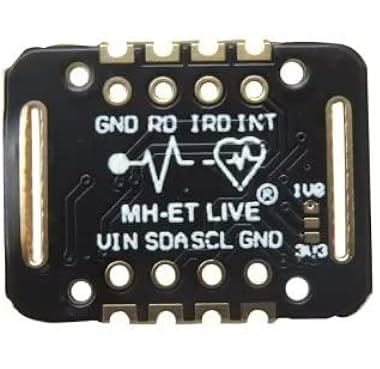 GND RD IRD INT
MH-ET LIVE®
1V8
VIN SDA SCL GND
3V3